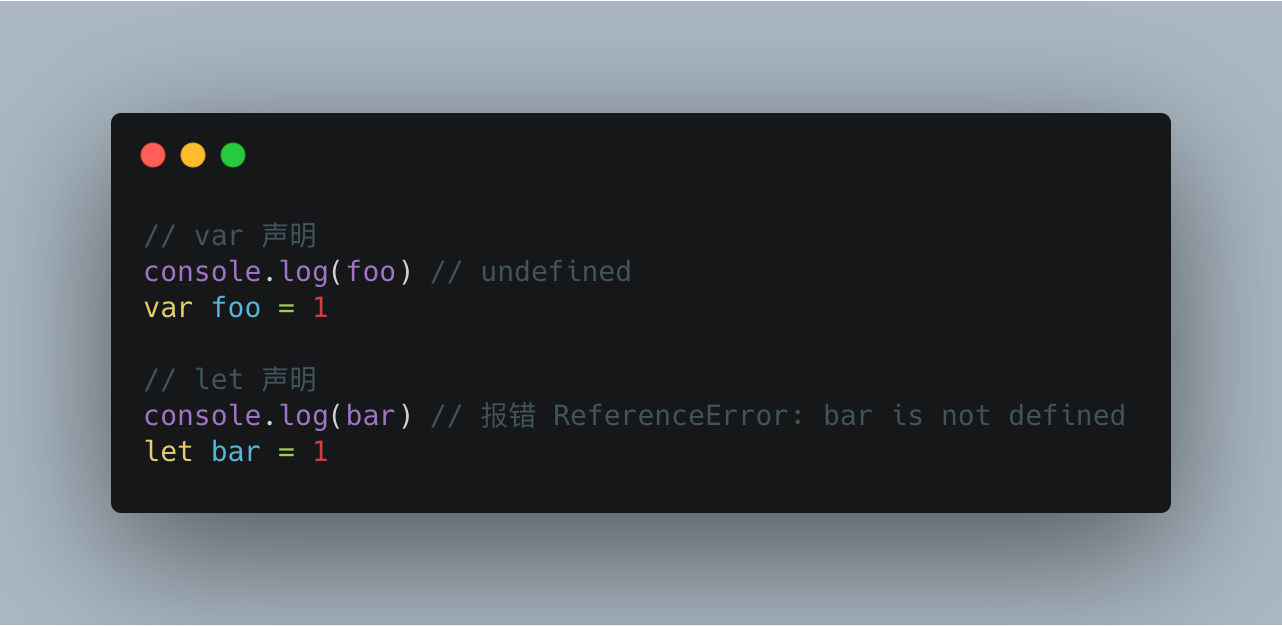 // var 声明
console.log(foo) // undefined
var foo = 1
// let 声明
console.log(bar) // 报错 ReferenceError: bar is not defined
let bar = 1